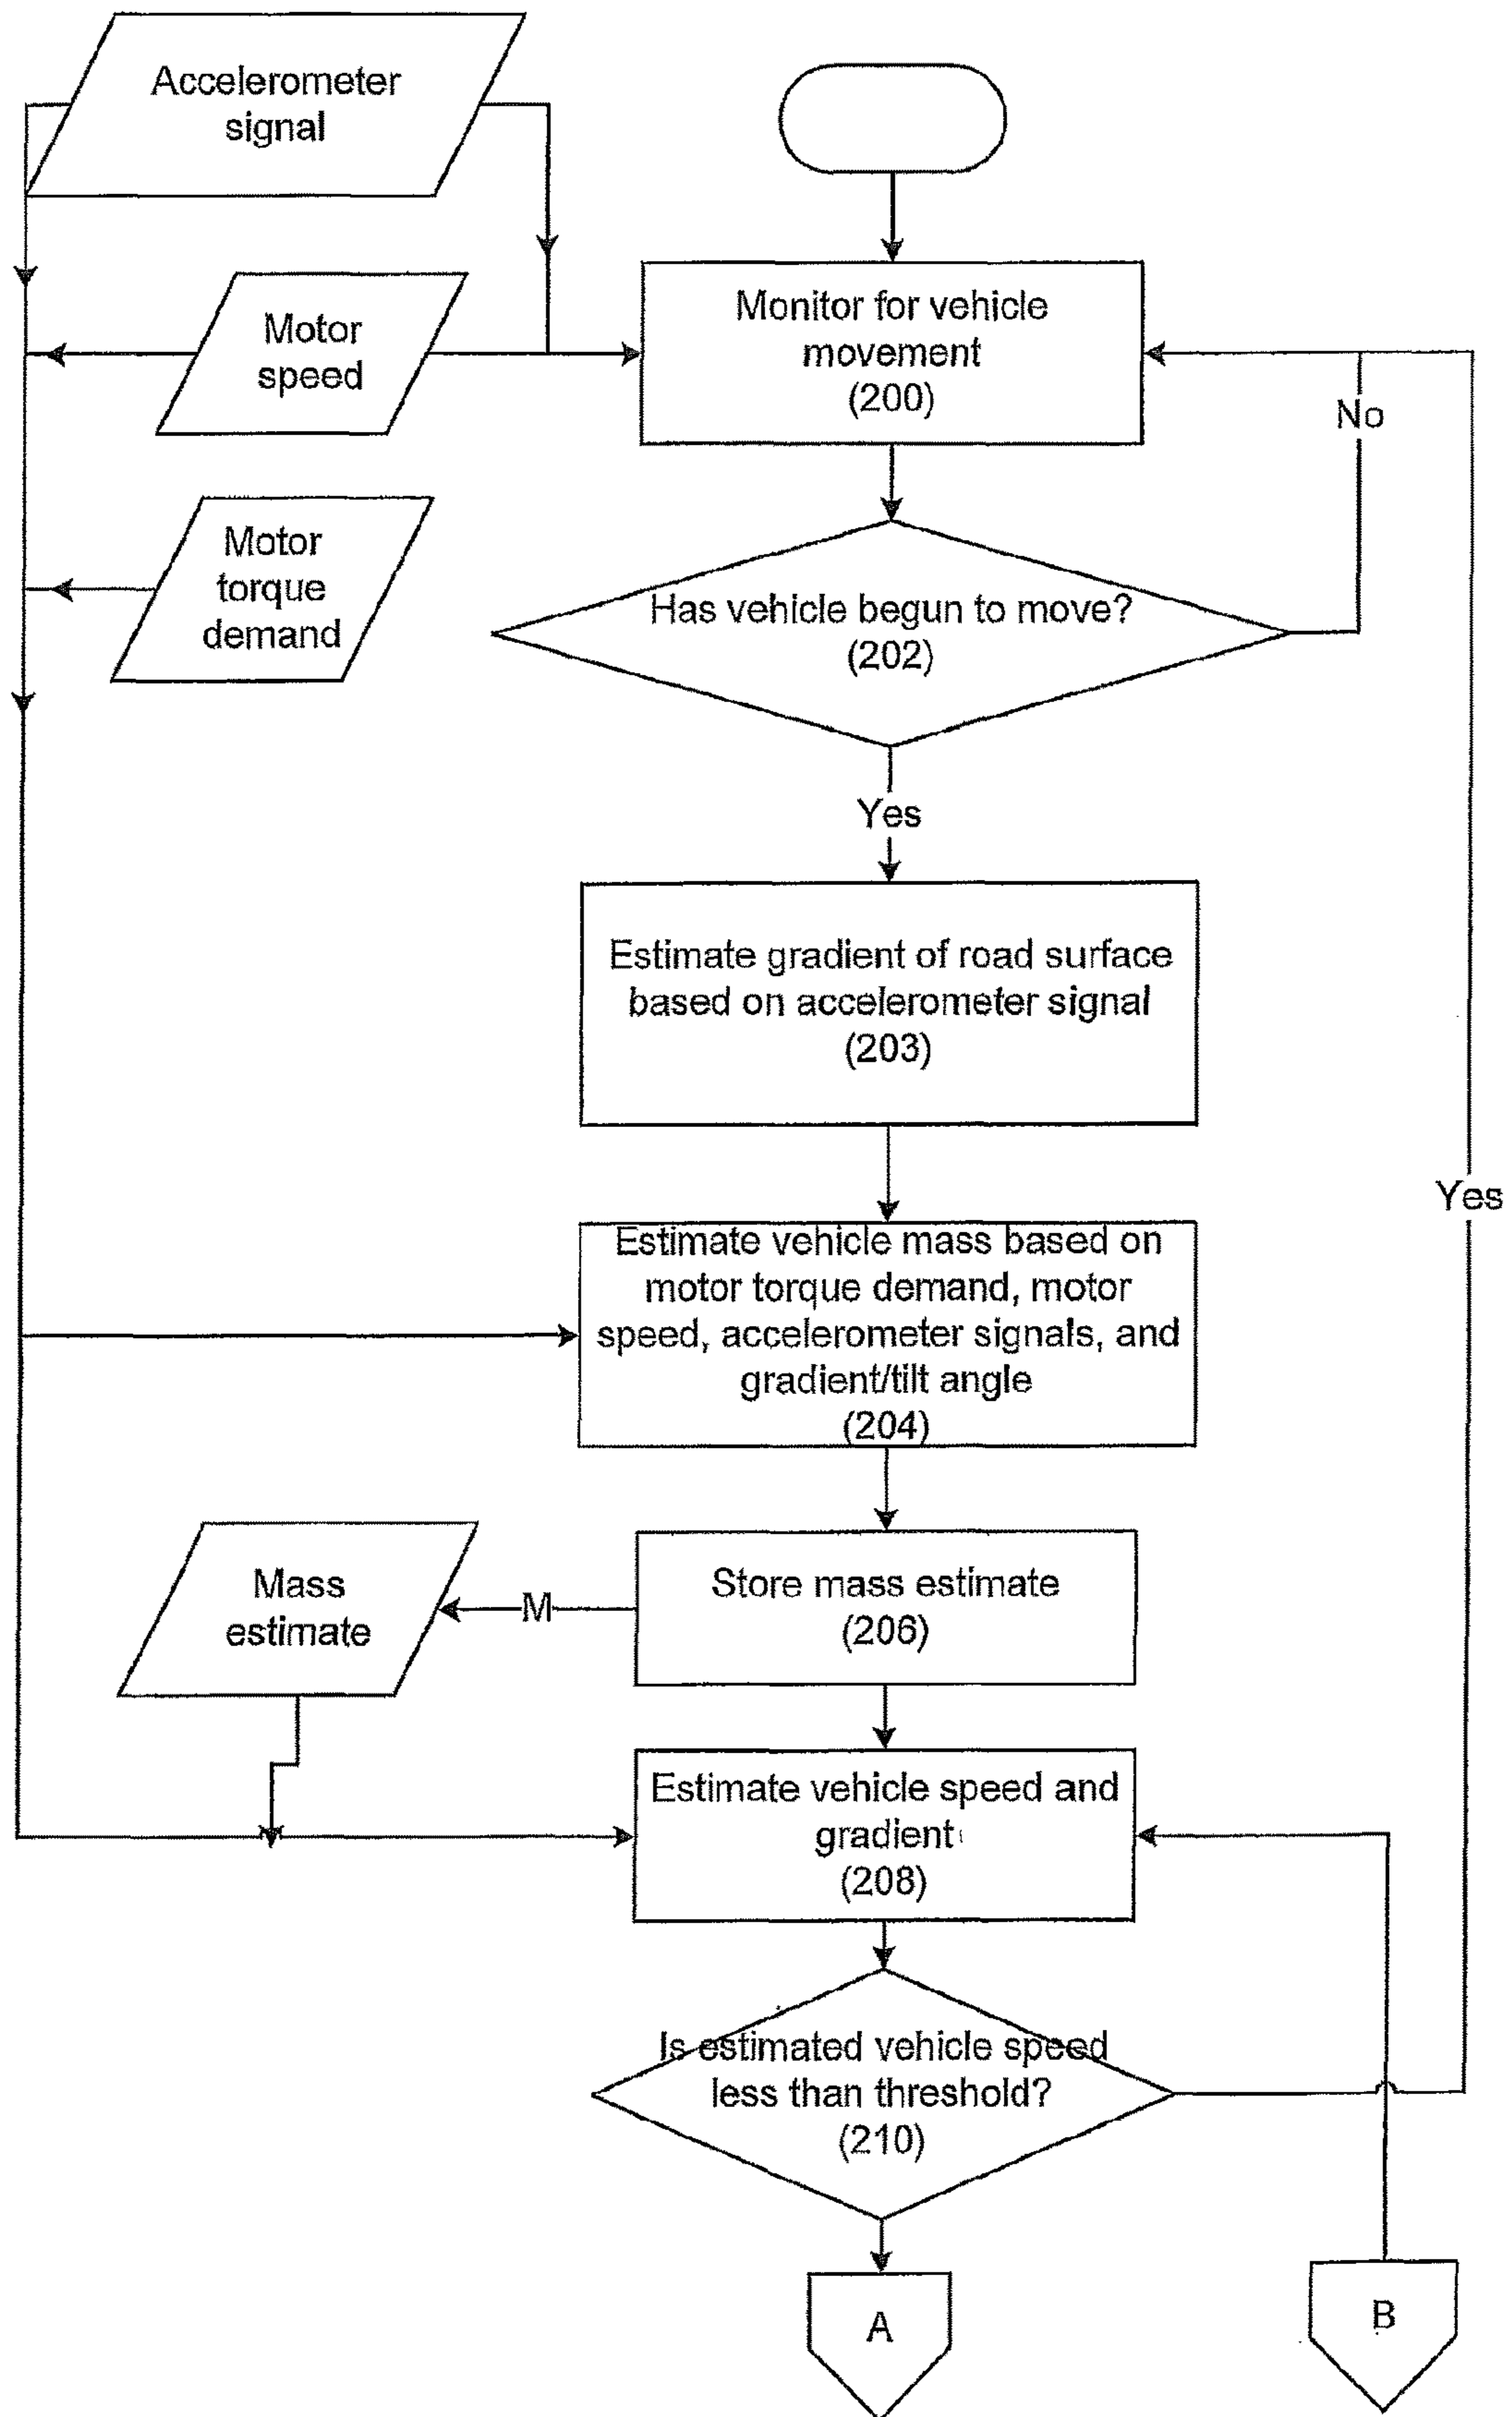 Accelerometer
signal
Motor
speed
Monitor for vehicle
movement
(200)
No
Motor
torque
demand
Has vehicle begun to move?
(202)
Yes
Estimate gradient of road surface
based on accelerometer signal
(203)
Yes
Estimate vehicle mass based on
motor torque demand, motor
speed, accelerometer signals, and
gradient/tilt angle
(204)
Mass
estimate
M
Store mass estimate
(206)
Estimate vehicle speed and
gradient
(208)
Is estimated vehicle speed
less than threshold?
(210)
A
B